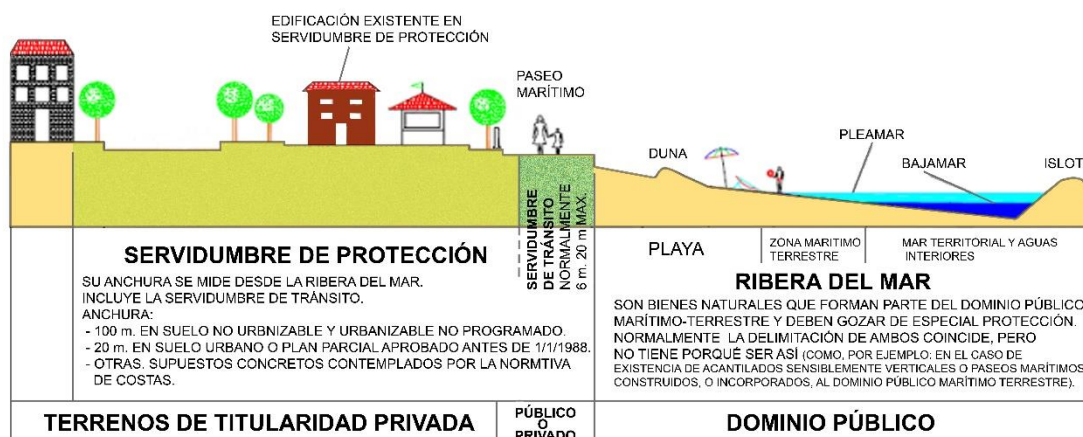 EDIFICACIÓN EXISTENTE EN
SERVIDUMBRE DE PROTECCIÓN
PASEO
MARÍTIMO
DUNA
PLEAMAR
BAJAMAR
ISLOT
SERVIDUMBRE DE PROTECCIÓN
SU ANCHURA SE MIDE DESDE LA RIBERA DEL MAR.
INCLUYE LA SERVIDUMBRE DE TRÁNSITO.
ANCHURA:
- 100 m. EN SUELO NO URBNIZABLE Y URBANIZABLE NO PROGRAMADO.
- 20 m. EN SUELO URBANO O PLAN PARCIAL APROBADO ANTES DE 1/1/1988.
- OTRAS. SUPUESTOS CONCRETOS CONTEMPLADOS POR LA NORMTIVA
DE COSTAS.
SERVIDUMBRE
DE TRÁNSITO
NORMALMENTE
6 m. 20 m MAX.
PLAYA
ZONA MARITIMO
TERRESTRE
MAR TERRITORIAL Y AGUAS
INTERIORES
RIBERA DEL MAR
SON BIENES NATURALES QUE FORMAN PARTE DEL DOMINIO PÚBLICO
MARÍTIMO-TERRESTRE Y DEBEN GOZAR DE ESPECIAL PROTECCIÓN.
NORMALMENTE LA DELIMITACIÓN DE AMBOS COINCIDE, PERO
NO TIENE PORQUÉ SER ASÍ (COMO, POR EJEMPLO: EN EL CASO DE
EXISTENCIA DE ACANTILADOS SENSIBLEMENTE VERTICALES O PASEOS MARÍTIMOS
CONSTRUIDOS, O INCORPORADOS, AL DOMINIO PÚBLICO MARÍTIMO TERRESTRE).
TERRENOS DE TITULARIDAD PRIVADA
PÚBLICO
O
PRIVADO
DOMINIO PÚBLICO